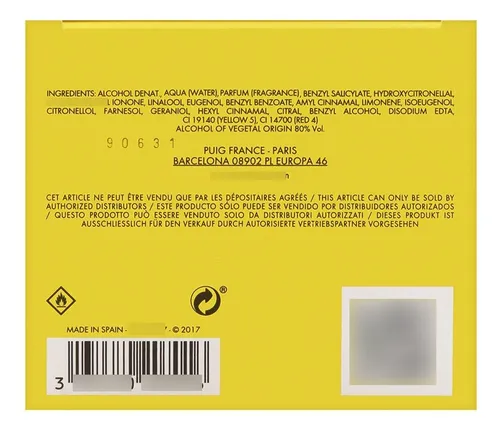 INGREDIENTS: ALCOHOL DENAT., AQUA (WATER), PARFUM (FRAGRANCE), BENZYL SALICYLATE, HYDROXYCITRONELLAL,
L IONONE, LINALOOL, EUGENOL, BENZYL BENZOATE, AMYL CINNAMAL, LIMONENE, ISOEUGENOL,
CITRONELLOL, FARNESOL, GERANIOL, HEXYL CINNAMAL, CITRAL, BENZYL ALCOHOL, DISODIUM EDTA,
CI 19140 (YELLOW 5), CI 14700 (RED 4)
ALCOHOL OF VEGETAL ORIGIN 80% Vol.
90631
PUIG FRANCE - PARIS
BARCELONA 08902 PL EUROPA 46
CET ARTICLE NE PEUT ÊTRE VENDU QUE PAR LES DÉPOSITAIRES AGRÉÉS / THIS ARTICLE CAN ONLY BE SOLD BY
AUTHORIZED DISTRIBUTORS / ESTE PRODUCTO SÓLO PUEDE SER VENDIDO POR DISTRIBUIDORES AUTORIZADOS
/ QUESTO PRODOTTO PUÒ ESSERE VENDUTO SOLO DA DISTRIBUTORI AUTORIZZATI / DIESES PRODUKT IST
AUSSCHLIESSLICH FÜR DEN VERKAUF DURCH AUTORISIERTE VERTRIEBSPARTNER VORGESEHEN
®
MADE IN SPAIN - © 2017
3 0